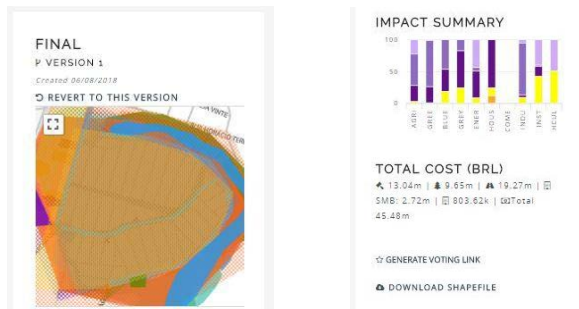 FINAL
P VERSION 1
Created 06/08/2018
REVERT TO THIS VERSION
IMPACT SUMMARY
100
50
0
AGRI
GREE
BLUE
GREY
ENER
HOUS
COME
INDU
INST
HCUL
TOTAL COST (BRL)
13.04m | 9.65m | 19.27m |
SMB: 2.72m | 803.62k | Total
45.48m
GENERATE VOTING LINK
DOWNLOAD SHAPEFILE